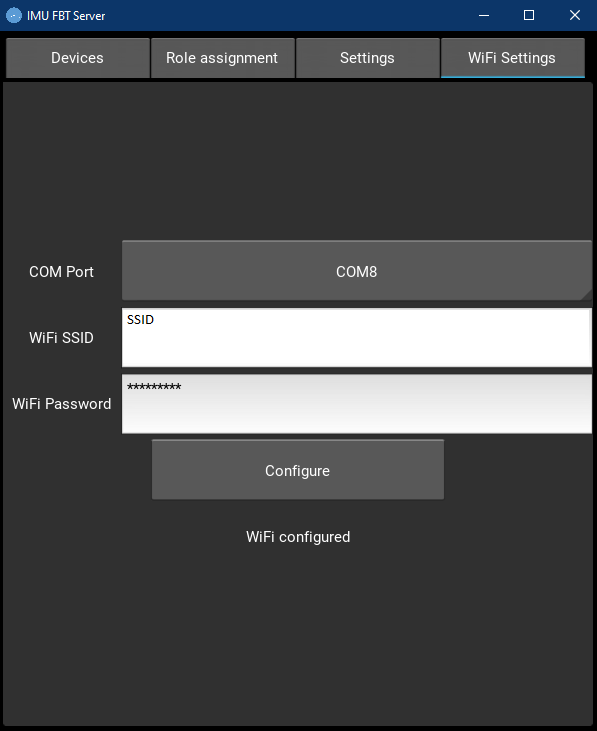 IMU FBT Server
Devices Role assignment Settings WiFi Settings
COM Port COM8
WiFi SSID SSID
WiFi Password *********
Configure
WiFi configured